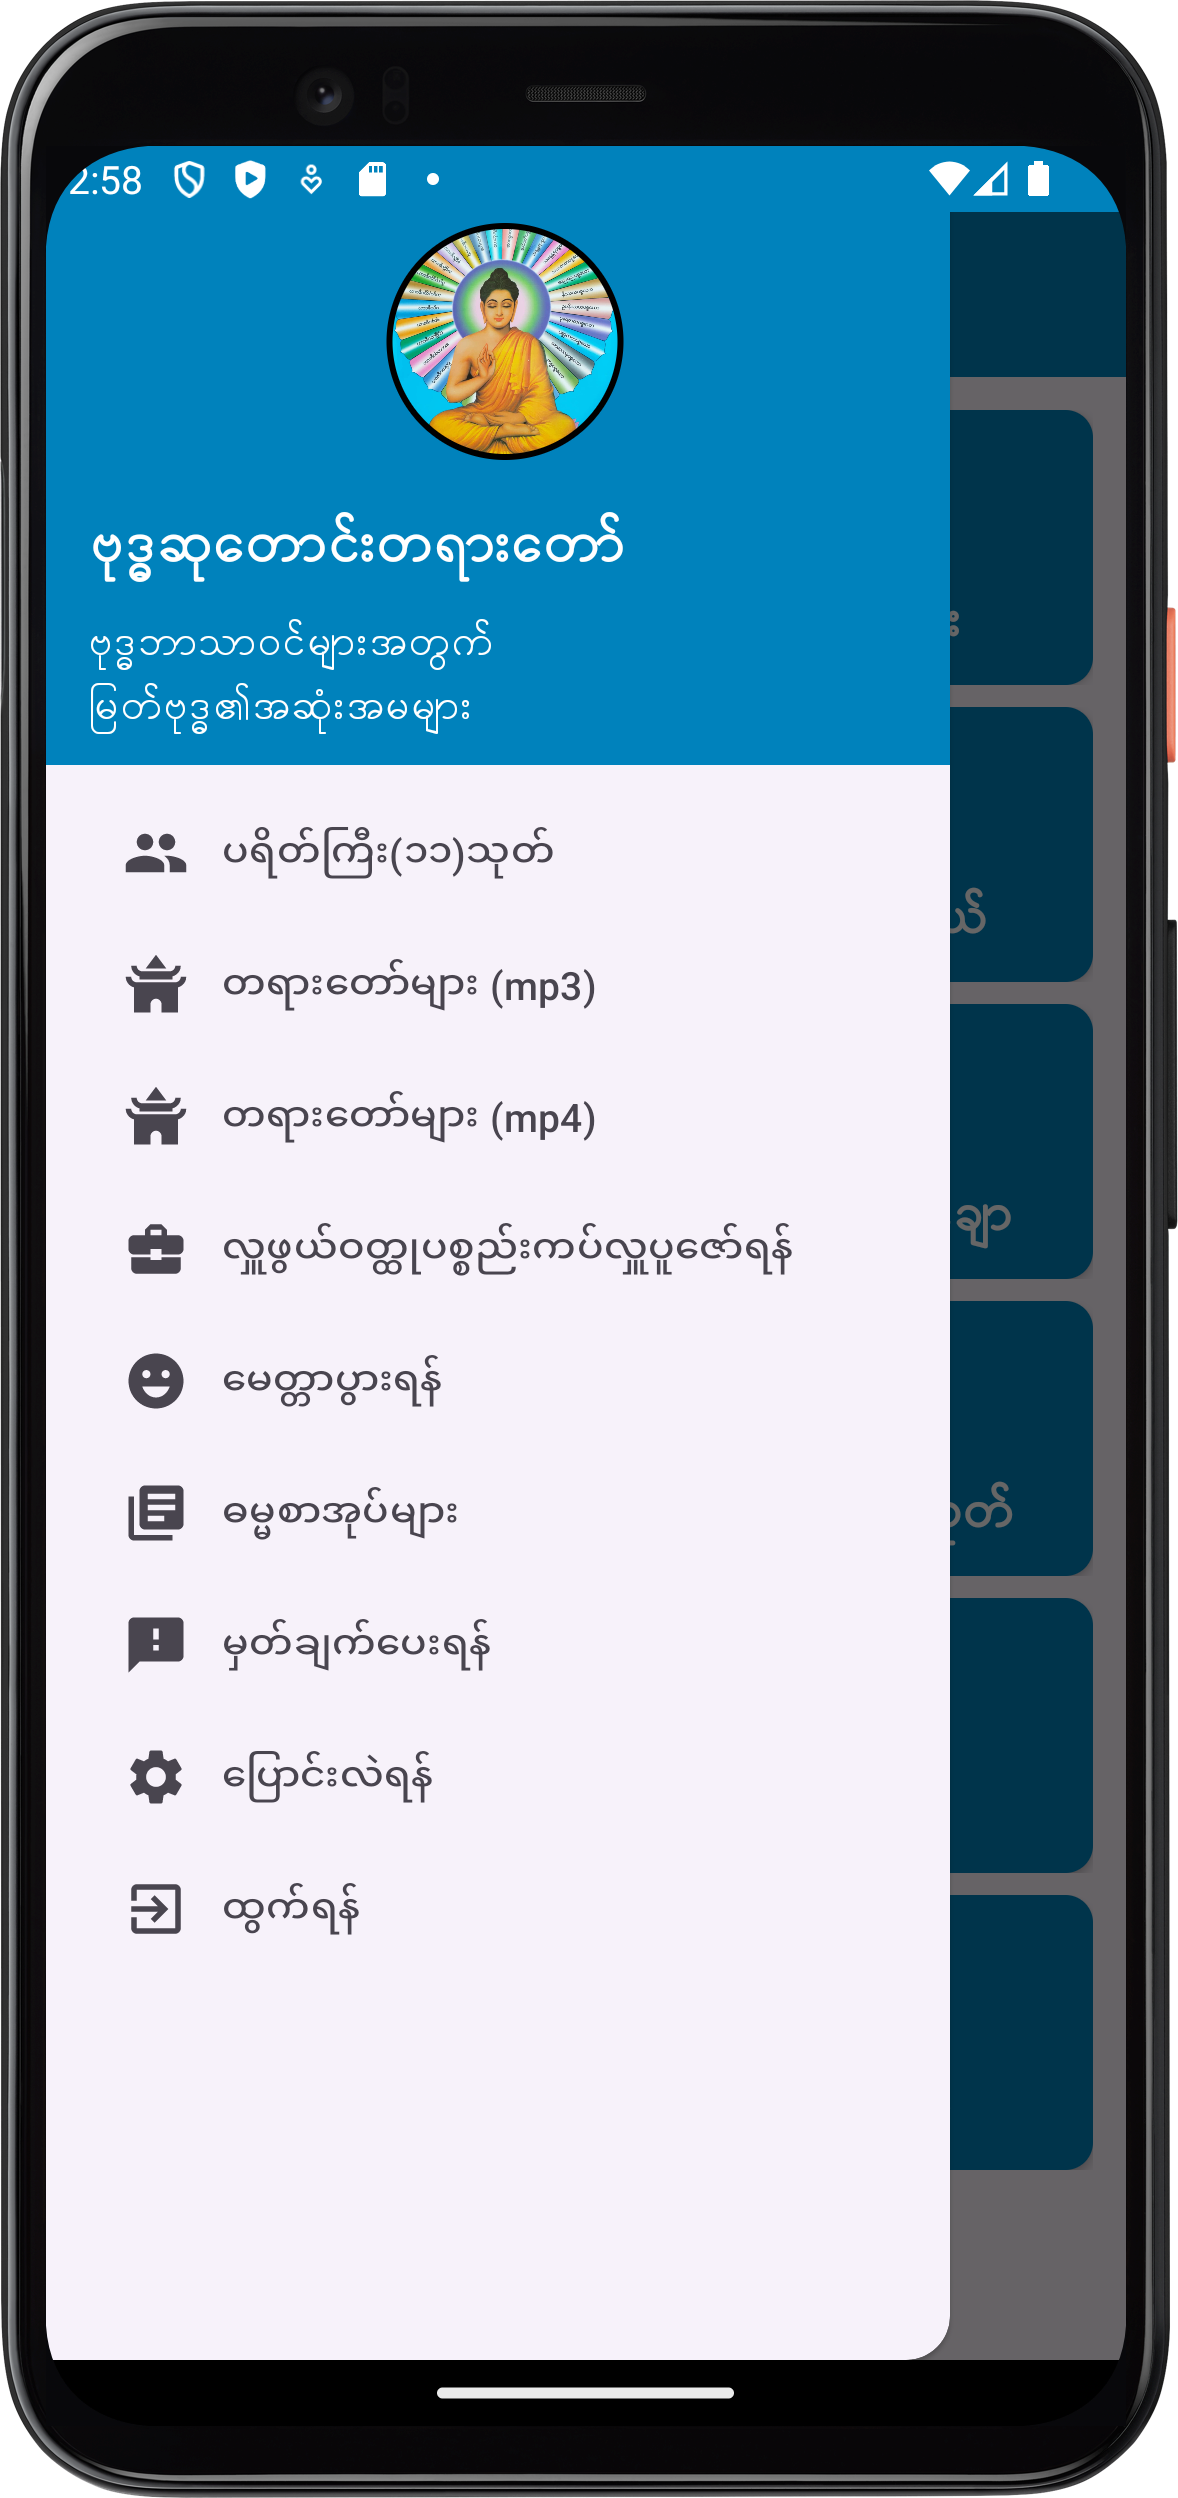 2:58
ဗုဒ္ဓဆုတောင်းတရားတော်
ဗုဒ္ဓဘာသာဝင်များအတွက်
မြတ်ဗုဒ္ဓ၏အဆုံးအမများ
ပရိတ်ကြီး(၁၁)သုတ်
တရားတော်များ (mp3)
တရားတော်များ (mp4)
လှူဖွယ်ဝတ္ထုပစ္စည်းကပ်လှူပူဇော်ရန်
မေတ္တာပွားရန်
ဓမ္မစာအုပ်များ
မှတ်ချက်ပေးရန်
ပြောင်းလဲရန်
ထွက်ရန်